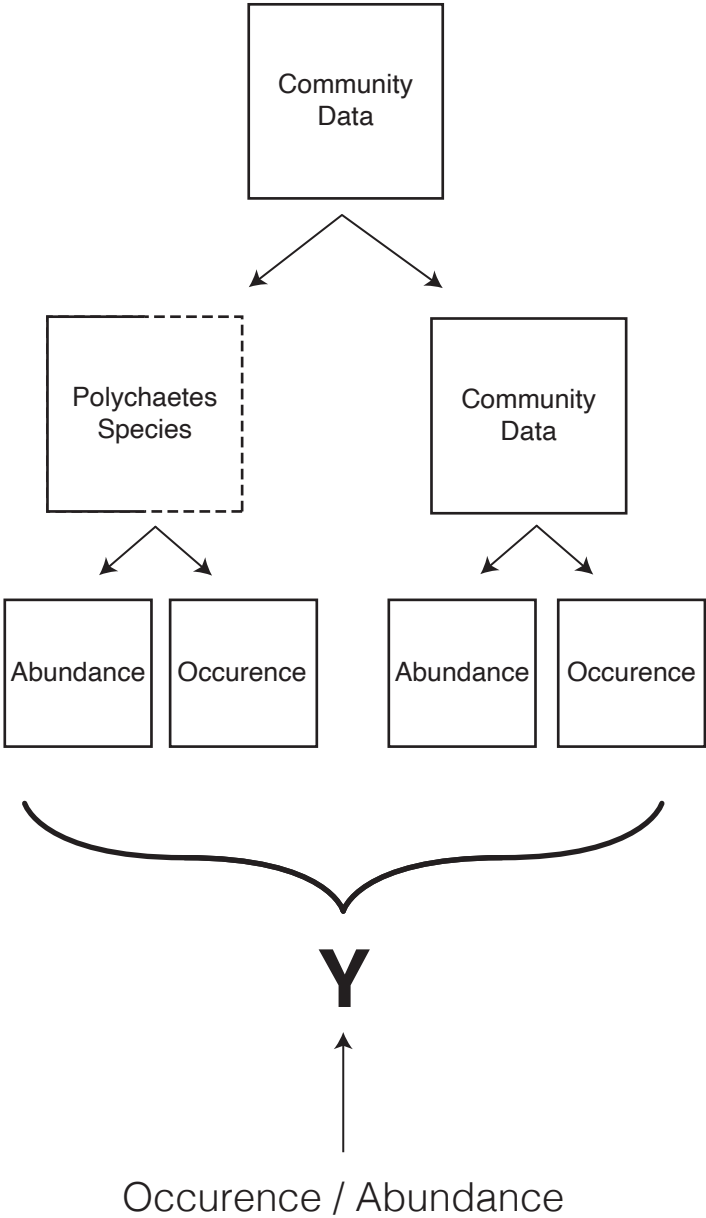 Community
Data
Polychaetes
Species
Community
Data
Abundance
Occurence
Abundance
Occurence
Y
Occurence / Abundance